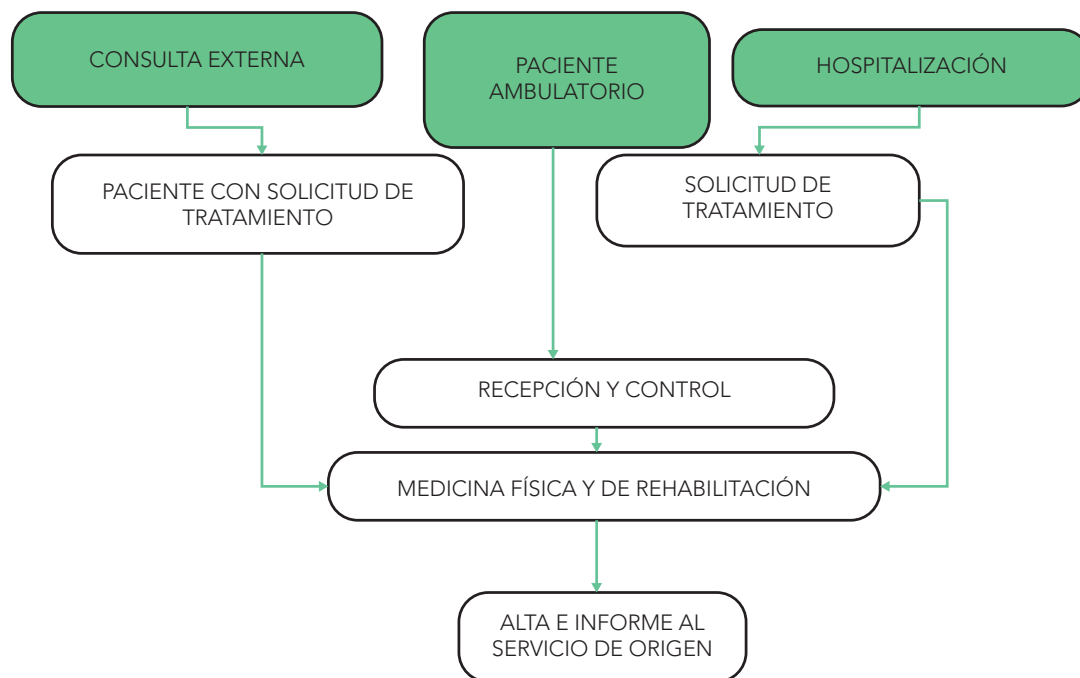 CONSULTA EXTERNA
PACIENTE
AMBULATORIO
HOSPITALIZACIÓN
PACIENTE CON SOLICITUD DE
TRATAMIENTO
SOLICITUD DE
TRATAMIENTO
RECEPCIÓN Y CONTROL
MEDICINA FÍSICA Y DE REHABILITACIÓN
ALTA E INFORME AL
SERVICIO DE ORIGEN